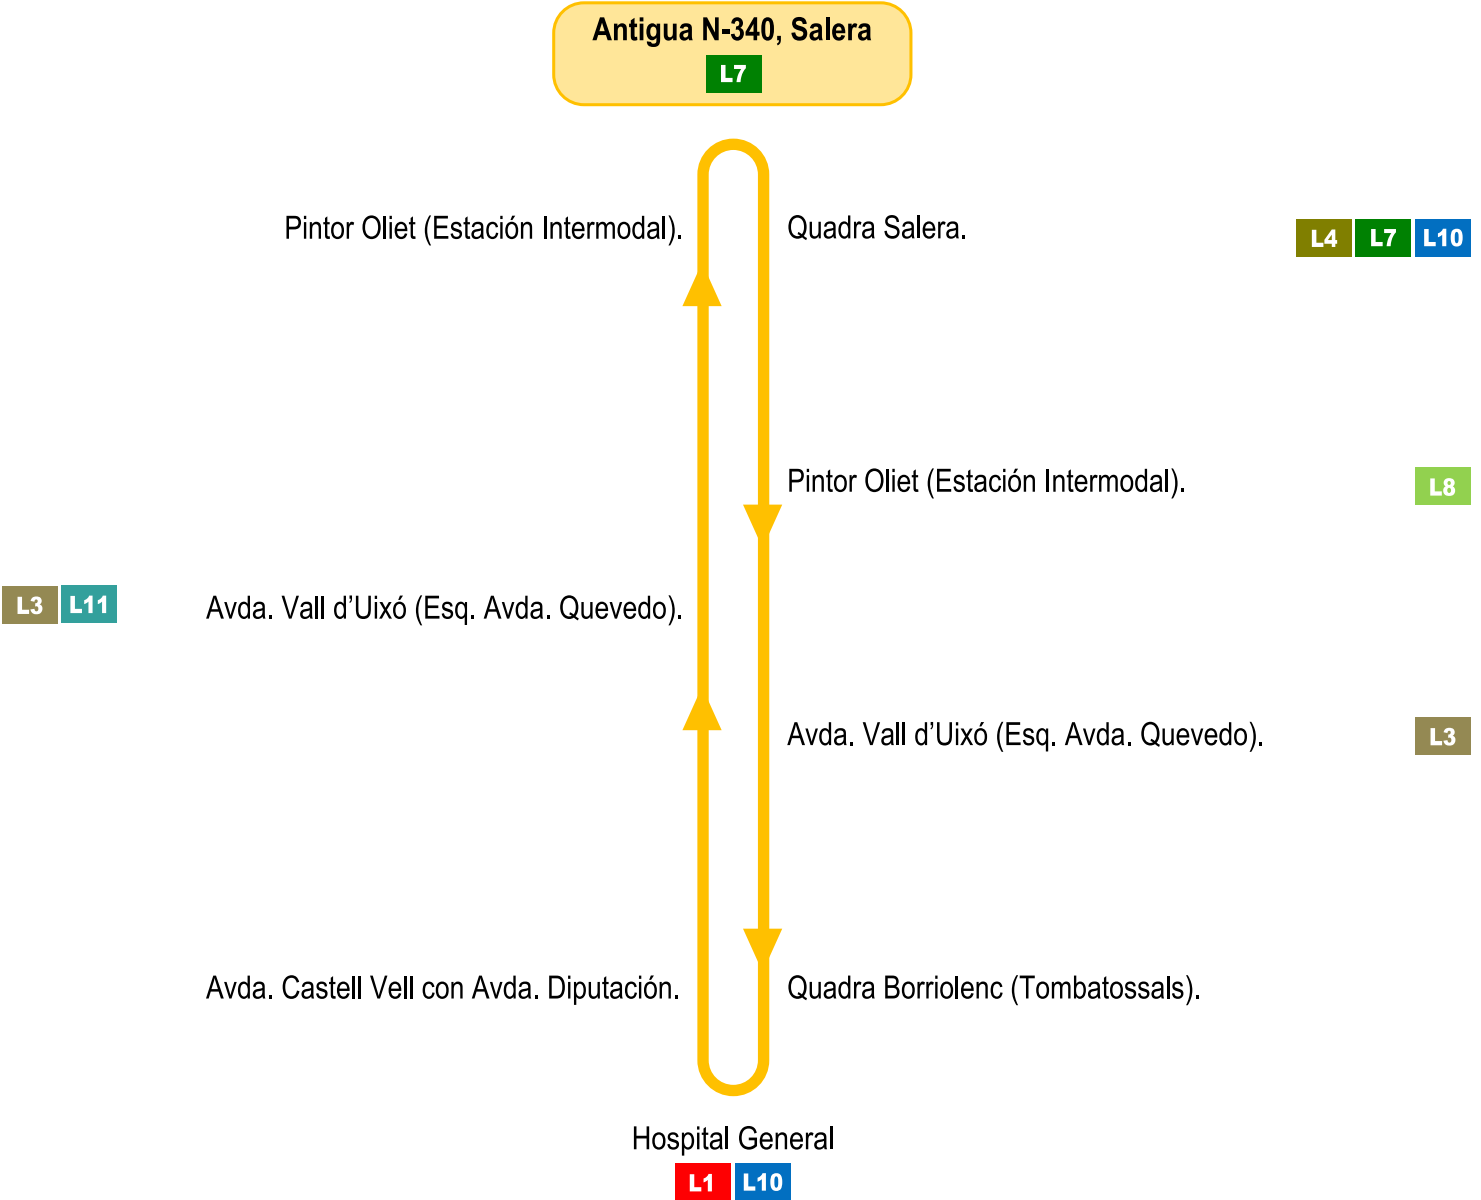 Antigua N-340, Salera
L7
Pintor Oliet (Estación Intermodal).
Quadra Salera.
L4 L7 L10
Pintor Oliet (Estación Intermodal).
L8
L3 L11
Avda. Vall d’Uixó (Esq. Avda. Quevedo).
Avda. Vall d’Uixó (Esq. Avda. Quevedo).
L3
Avda. Castell Vell con Avda. Diputación.
Quadra Borriolenc (Tombatossals).
Hospital General
L1 L10